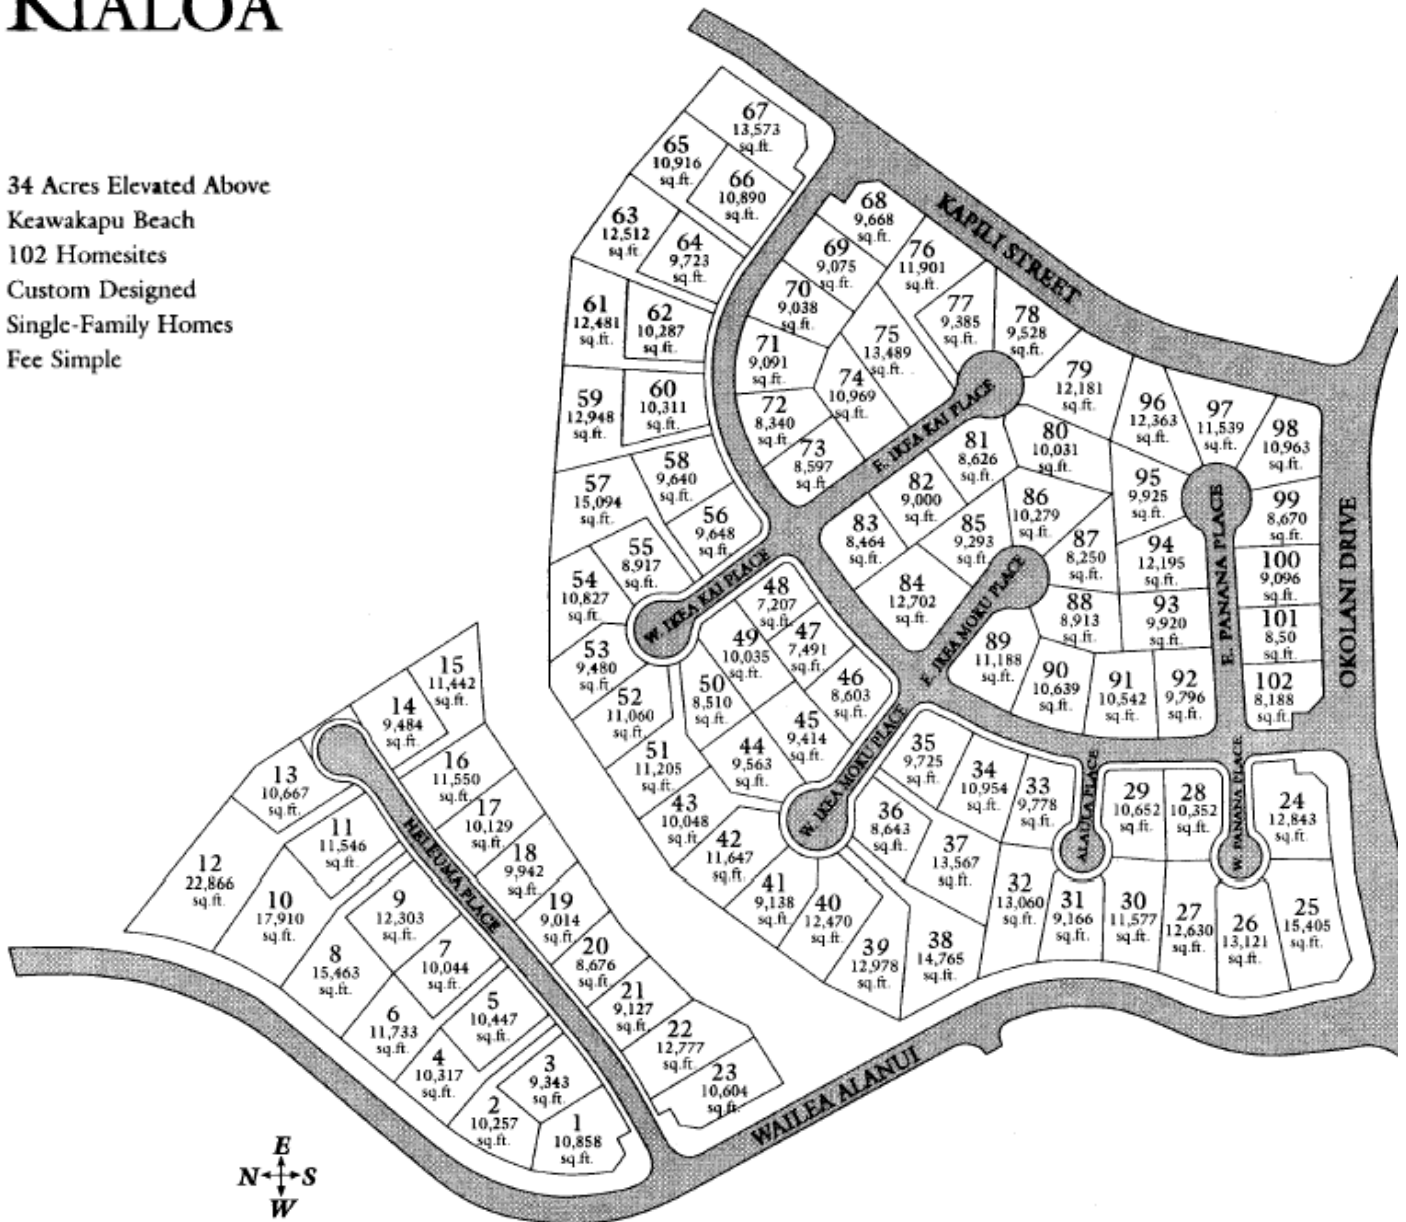 KIALOA
34 Acres Elevated Above
Keawakapu Beach
102 Homesites
Custom Designed
Single-Family Homes
Fee Simple
67
13,573
sq.ft.
65
10,916
sq.ft.
66
10,890
sq.ft.
63
12,512
sq.ft.
64
9,723
sq.ft.
61
12,481
sq.ft.
62
10,287
sq.ft.
59
12,948
sq.ft.
60
10,311
sq.ft.
57
15,094
sq.ft.
58
9,640
sq.ft.
56
9,648
sq.ft.
55
8,917
sq.ft.
54
10,827
sq.ft.
53
9,480
sq.ft.
52
11,060
sq.ft.
51
11,205
sq.ft.
50
8,510
sq.ft.
49
10,035
sq.ft.
48
7,207
sq.ft.
47
7,491
sq.ft.
46
8,603
sq.ft.
45
9,414
sq.ft.
44
9,563
sq.ft.
43
10,048
sq.ft.
42
11,647
sq.ft.
41
9,138
sq.ft.
40
12,470
sq.ft.
39
12,978
sq.ft.
38
14,765
sq.ft.
37
13,567
sq.ft.
36
8,643
sq.ft.
35
9,725
sq.ft.
34
10,954
sq.ft.
33
9,778
sq.ft.
32
13,060
sq.ft.
31
9,166
sq.ft.
30
11,577
sq.ft.
29
10,652
sq.ft.
28
10,352
sq.ft.
27
12,630
sq.ft.
26
13,121
sq.ft.
25
15,405
sq.ft.
24
12,843
sq.ft.
68
9,668
sq.ft.
69
9,075
sq.ft.
70
9,038
sq.ft.
71
9,091
sq.ft.
72
8,340
sq.ft.
73
8,597
sq.ft.
74
10,969
sq.ft.
75
13,489
sq.ft.
76
11,901
sq.ft.
77
9,385
sq.ft.
78
9,528
sq.ft.
79
12,181
sq.ft.
80
10,031
sq.ft.
81
8,626
sq.ft.
82
9,000
sq.ft.
83
8,464
sq.ft.
84
12,702
sq.ft.
85
9,293
sq.ft.
86
10,279
sq.ft.
87
8,250
sq.ft.
88
8,913
sq.ft.
89
11,188
sq.ft.
90
10,639
sq.ft.
91
10,542
sq.ft.
92
9,796
sq.ft.
93
9,920
sq.ft.
94
12,195
sq.ft.
95
9,925
sq.ft.
96
12,363
sq.ft.
97
11,539
sq.ft.
98
10,963
sq.ft.
99
8,670
sq.ft.
100
9,096
sq.ft.
101
8,50
sq.ft.
102
8,188
sq.ft.
15
11,442
sq.ft.
14
9,484
sq.ft.
13
10,667
sq.ft.
12
22,866
sq.ft.
11
11,546
sq.ft.
10
17,910
sq.ft.
9
12,303
sq.ft.
8
15,463
sq.ft.
7
10,044
sq.ft.
6
11,733
sq.ft.
5
10,447
sq.ft.
4
10,317
sq.ft.
3
9,343
sq.ft.
2
10,257
sq.ft.
1
10,858
sq.ft.
16
11,550
sq.ft.
17
10,129
sq.ft.
18
9,942
sq.ft.
19
9,014
sq.ft.
20
8,676
sq.ft.
21
9,127
sq.ft.
22
12,777
sq.ft.
23
10,604
sq.ft.
KAPILI STREET
OKOLANI DRIVE
E. IKEA KAI PLACE
W. IKEA KAI PLACE
E. IKEA MOKU PLACE
W. IKEA MOKU PLACE
E. PANANA PLACE
W. PANANA PLACE
ALAULA PLACE
HELEUMA PLACE
WAILEA ALANUI
E
N S
W